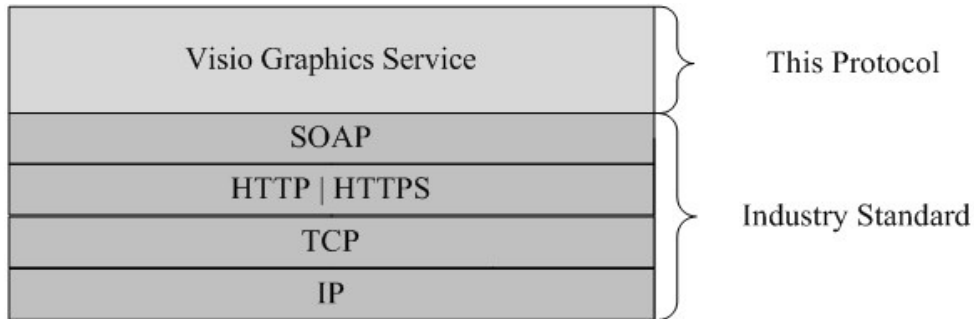 Visio Graphics Service
This Protocol
SOAP
HTTP | HTTPS
TCP
IP
Industry Standard